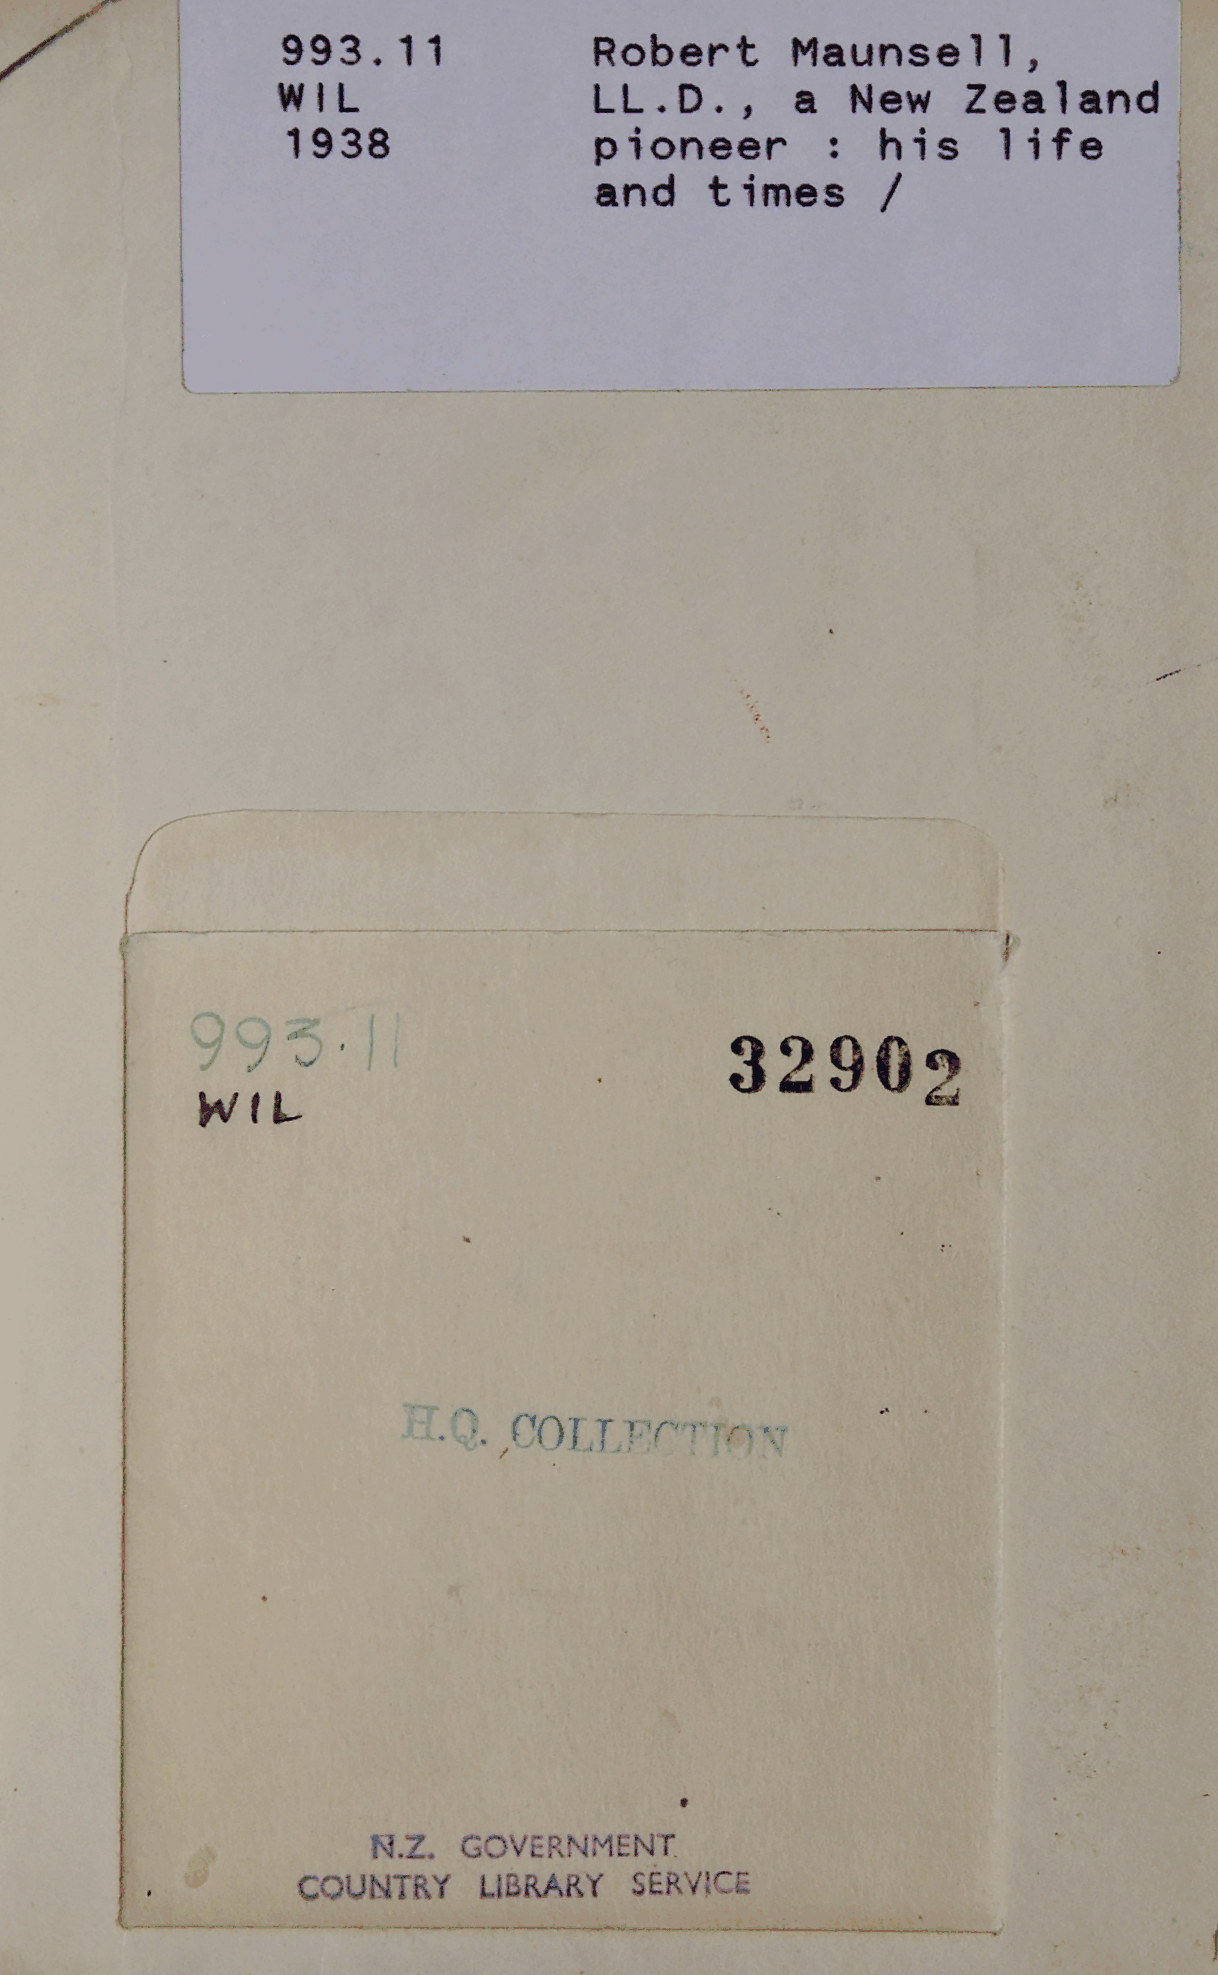 993.11 Robert Maunsell,
WIL LL.D., a New Zealand
1938 pioneer : his life
and times /
993.11 32902
WIL
H.Q. COLLECTION
N.Z. GOVERNMENT
COUNTRY LIBRARY SERVICE